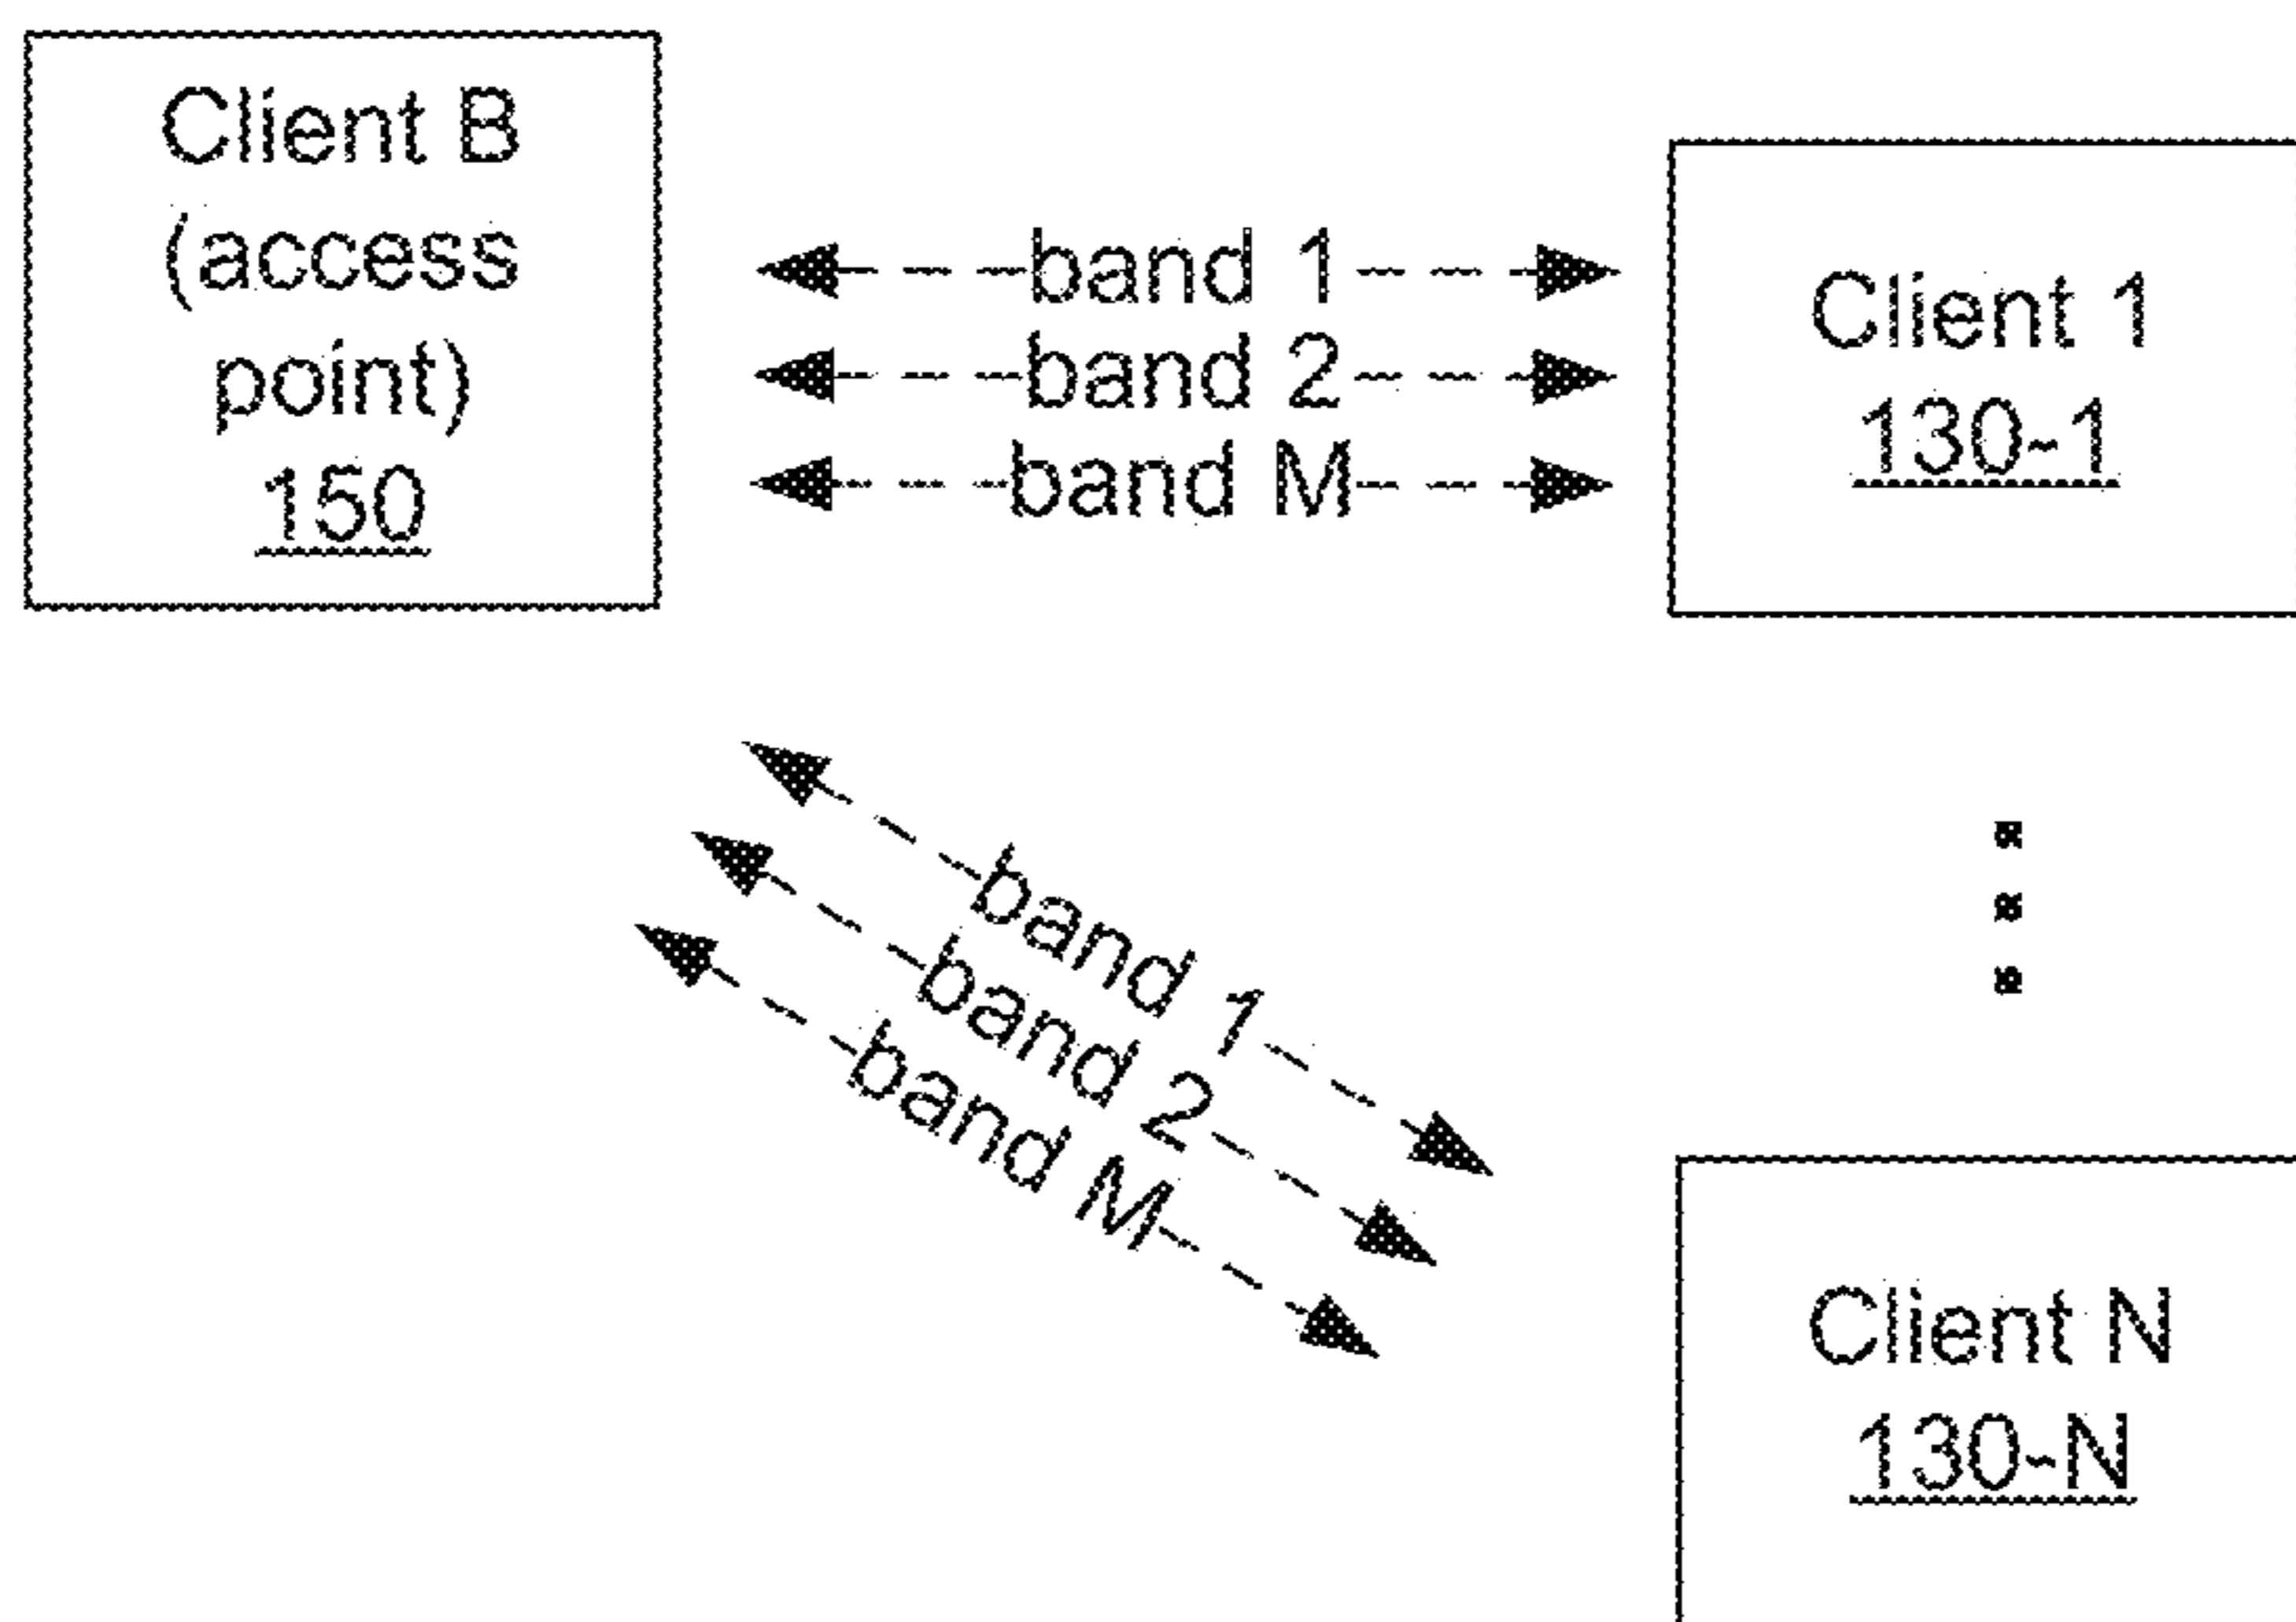 Client B
(access
point)
150
band 1
band 2
band M
Client 1
130-1
band 1
band 2
band M
Client N
130-N